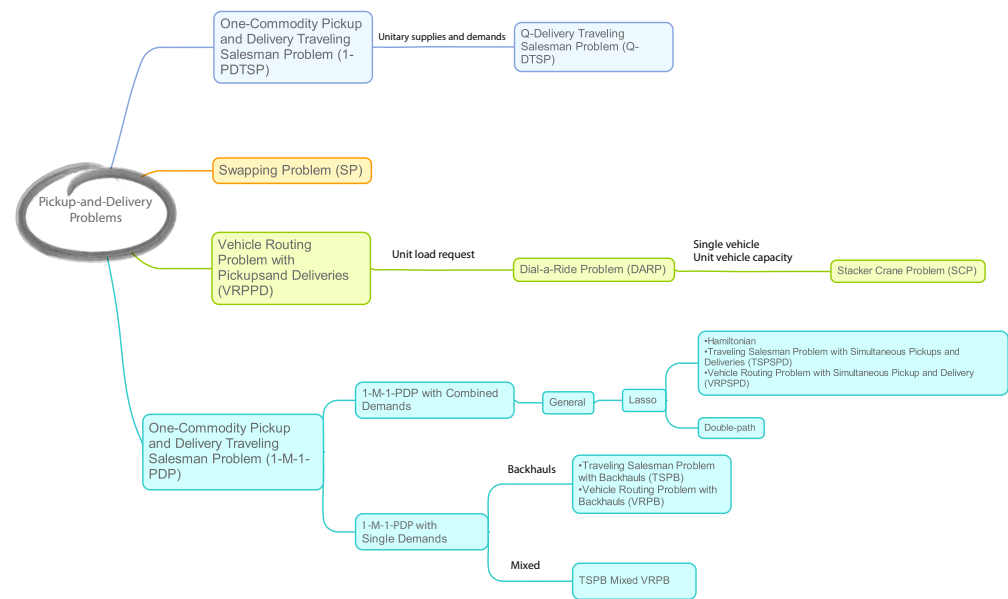 One-Commodity Pickup
and Delivery Traveling
Salesman Problem (1-
PDTSP)
Unitary supplies and demands
Q-Delivery Traveling
Salesman Problem (Q-
DTSP)
Swapping Problem (SP)
Pickup-and-Delivery
Problems
Vehicle Routing
Problem with
Pickupsand Deliveries
(VRPPD)
Unit load request
Dial-a-Ride Problem (DARP)
Single vehicle
Unit vehicle capacity
Stacker Crane Problem (SCP)
One-Commodity Pickup
and Delivery Traveling
Salesman Problem (1-M-1-
PDP)
1-M-1-PDP with Combined
Demands
General
Lasso
•Hamiltonian
•Traveling Salesman Problem with Simultaneous Pickups and
Deliveries (TSPSPD)
•Vehicle Routing Problem with Simultaneous Pickup and Delivery
(VRPSPD)
Double-path
1-M-1-PDP with
Single Demands
Backhauls
•Traveling Salesman Problem
with Backhauls (TSPB)
•Vehicle Routing Problem with
Backhauls (VRPB)
Mixed
TSPB Mixed VRPB